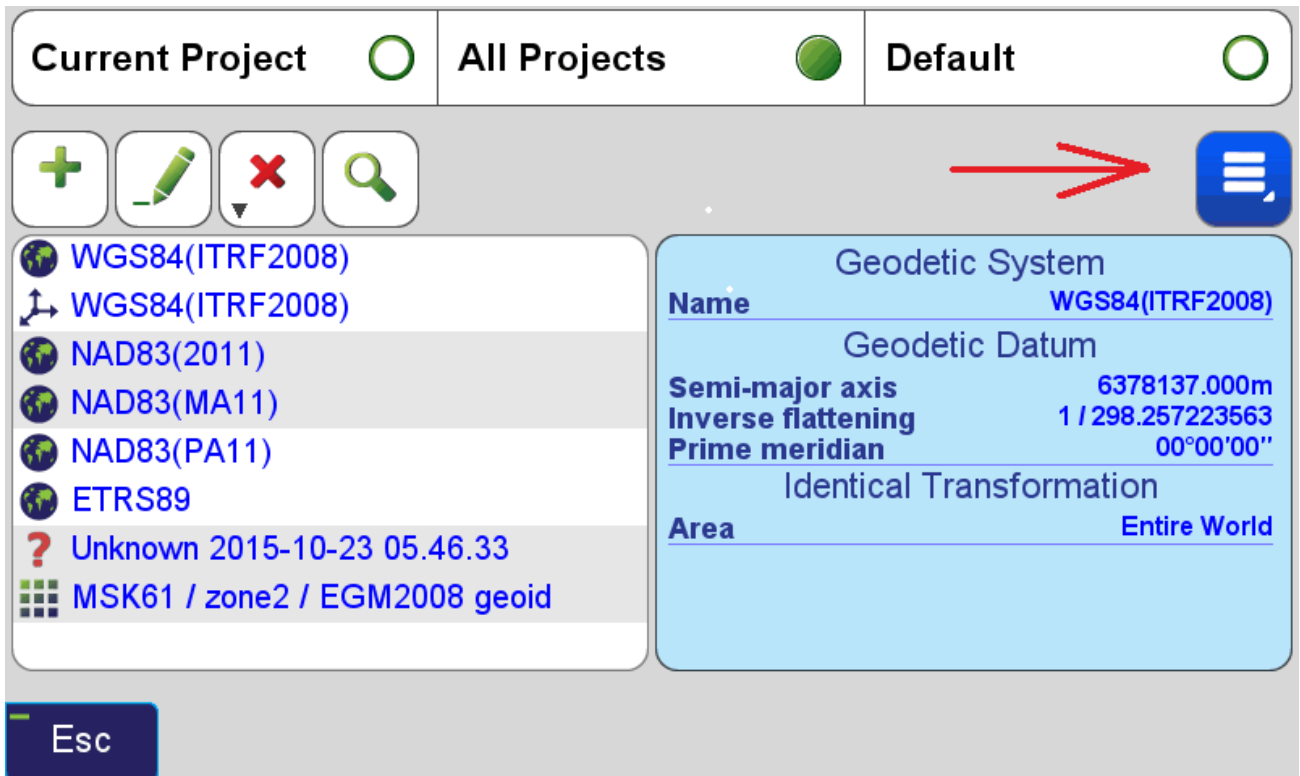 Current Project
All Projects
Default
WGS84(ITRF2008)
WGS84(ITRF2008)
NAD83(2011)
NAD83(MA11)
NAD83(PA11)
ETRS89
Unknown 2015-10-23 05.46.33
MSK61 / zone2 / EGM2008 geoid
Geodetic System
Name WGS84(ITRF2008)
Geodetic Datum
Semi-major axis 6378137.000m
Inverse flattening 1 / 298.257223563
Prime meridian 00°00'00"
Identical Transformation
Area Entire World
Esc